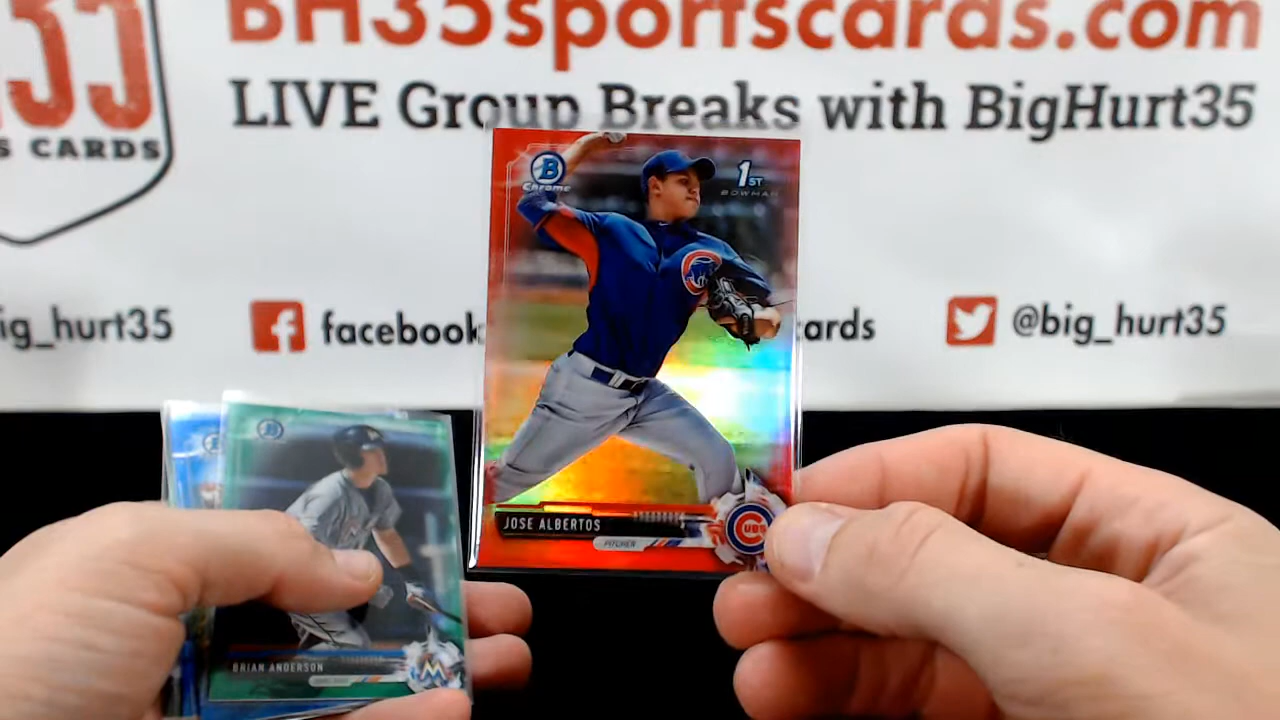 BH35sportscards.com
LIVE Group Breaks with BigHurt35
S CARDS
ig_hurt35
facebook
cards
@big_hurt35
B
Chrome
1ST
BOWMAN
JOSE ALBERTOS
PITCHER
CUBS
B
BRIAN ANDERSON
M